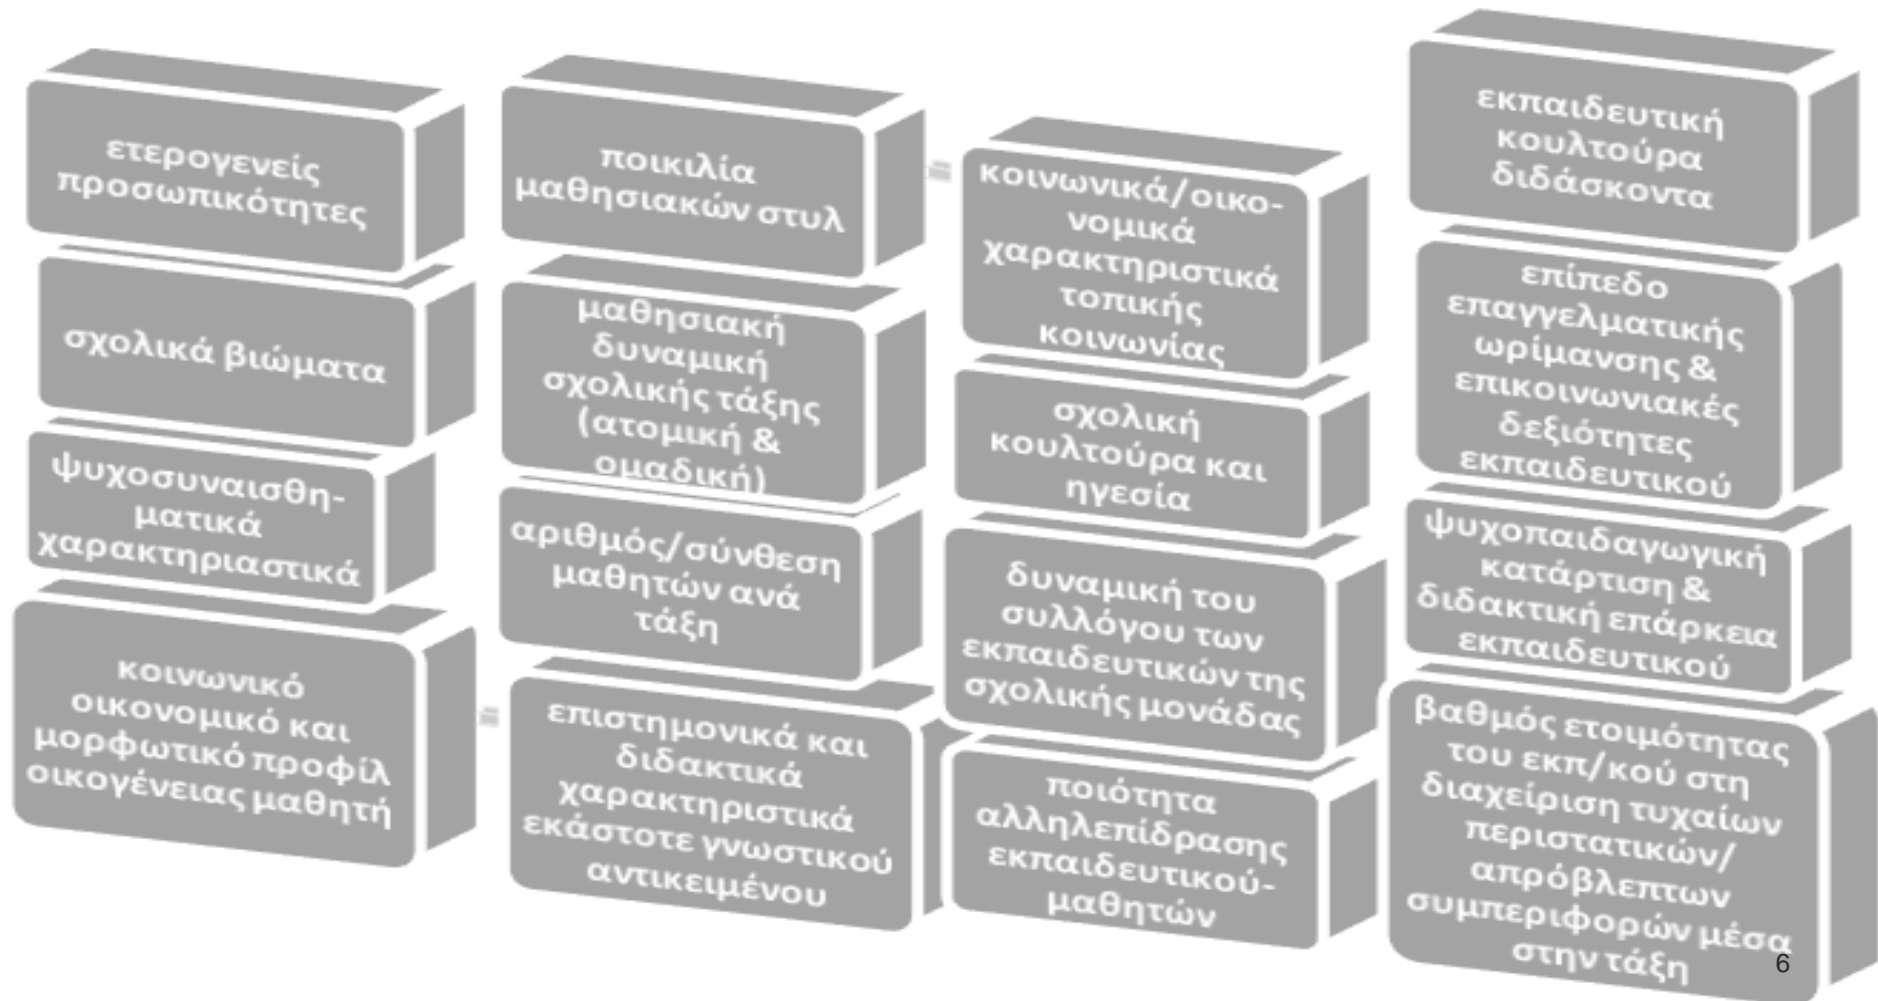 ετερογενείς
προσωπικότητες
σχολικά βιώματα
ψυχοσυναισθη-
ματικά
χαρακτηριαστικά
κοινωνικό
οικονομικό και
μορφωτικό προφίλ
οικογένειας μαθητή
ποικιλία
μαθησιακών στυλ
μαθησιακή
δυναμική
σχολικής τάξης
(ατομική &
ομαδική)
αριθμός/σύνθεση
μαθητών ανά
τάξη
επιστημονικά και
διδακτικά
χαρακτηριστικά
εκάστοτε γνωστικού
αντικειμένου
κοινωνικά/οικο-
νομικά
χαρακτηριστικά
τοπικής
κοινωνίας
σχολική
κουλτούρα και
ηγεσία
δυναμική του
συλλόγου των
εκπαιδευτικών της
σχολικής μονάδας
ποιότητα
αλληλεπίδρασης
εκπαιδευτικού-
μαθητών
εκπαιδευτική
κουλτούρα
διδάσκοντα
επίπεδο
επαγγελματικής
ωρίμανσης &
επικοινωνιακές
δεξιότητες
εκπαιδευτικού
ψυχοπαιδαγωγική
κατάρτιση &
διδακτική επάρκεια
εκπαιδευτικού
βαθμός ετοιμότητας
του εκπ/κού στη
διαχείριση τυχαίων
περιστατικών/
απρόβλεπτων
συμπεριφορών μέσα
στην τάξη
6